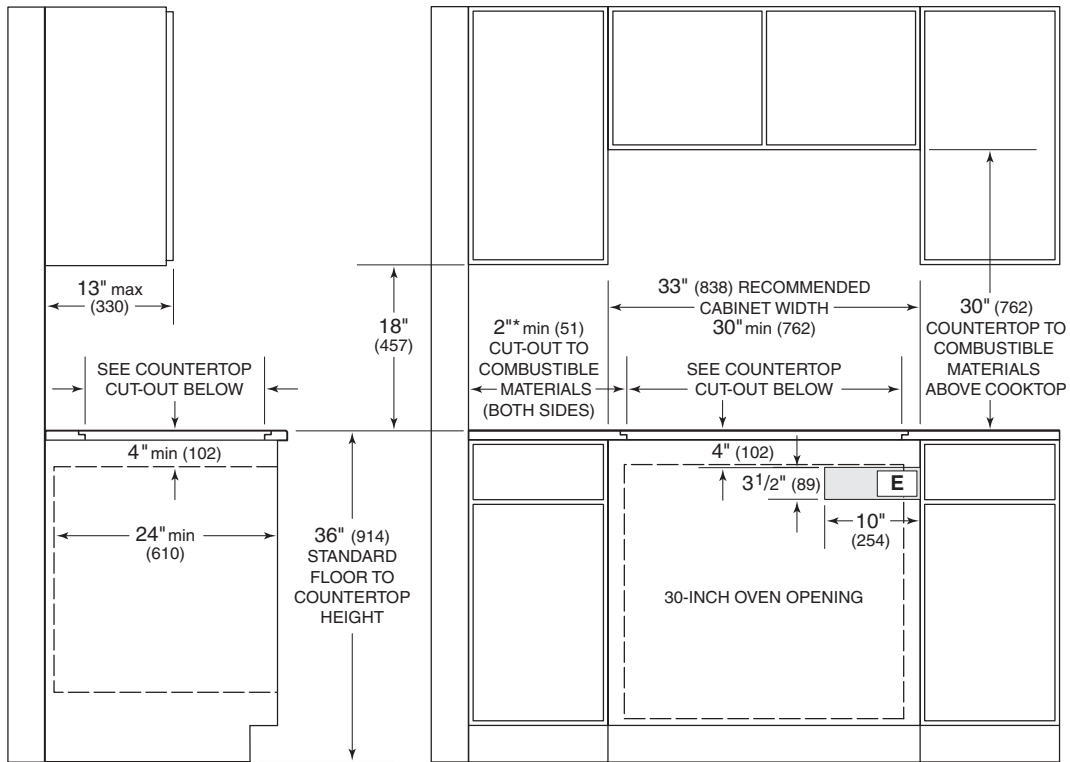 13" max
(330)
SEE COUNTERTOP
CUT-OUT BELOW
4" min (102)
24" min
(610)
36" (914)
STANDARD
FLOOR TO
COUNTERTOP
HEIGHT
18"
(457)
2"* min (51)
CUT-OUT TO
COMBUSTIBLE
MATERIALS
(BOTH SIDES)
33" (838) RECOMMENDED
CABINET WIDTH
30" min (762)
SEE COUNTERTOP
CUT-OUT BELOW
30" (762)
COUNTERTOP TO
COMBUSTIBLE
MATERIALS
ABOVE COOKTOP
4" (102)
3 1/2" (89)
E
10"
(254)
30-INCH OVEN OPENING